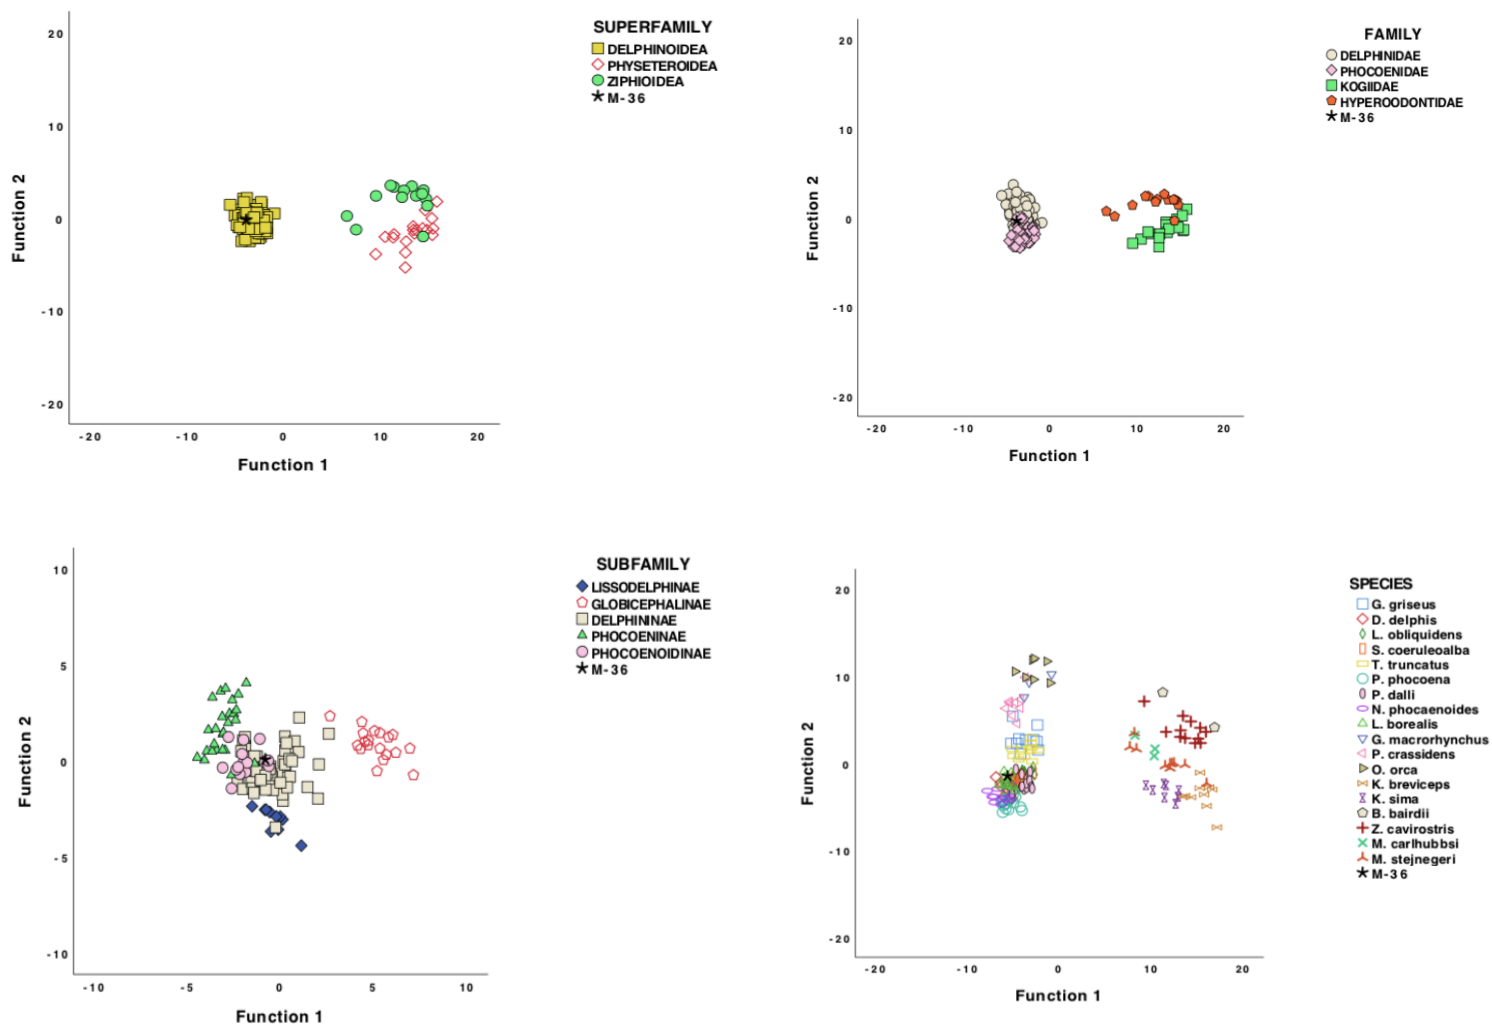 SUPERFAMILY
DELPHINOIDEA
PHYSETEROIDEA
ZIPHIOIDEA
M-36
20
10
0
-10
-20
Function 2
-20 -10 0 10 20
Function 1
FAMILY
DELPHINIDAE
PHOCOENIDAE
KOGIIDAE
HYPEROODONTIDAE
M-36
20
10
0
-10
-20
Function 2
-20 -10 0 10 20
Function 1
SUBFAMILY
LISSODELPHINAE
GLOBICEPHALINAE
DELPHININAE
PHOCOENINAE
PHOCOENOIDINAE
M-36
10
5
0
-5
-10
Function 2
-10 -5 0 5 10
Function 1
SPECIES
G. griseus
D. delphis
L. obliquidens
S. coeruleoalba
T. truncatus
P. phocoena
P. dalli
N. phocaenoides
L. borealis
G. macrorhynchus
P. crassidens
O. orca
K. breviceps
K. sima
B. bairdii
Z. cavirostris
M. carlhubbsi
M. stejnegeri
M-36
20
10
0
-10
-20
Function 2
-20 -10 0 10 20
Function 1